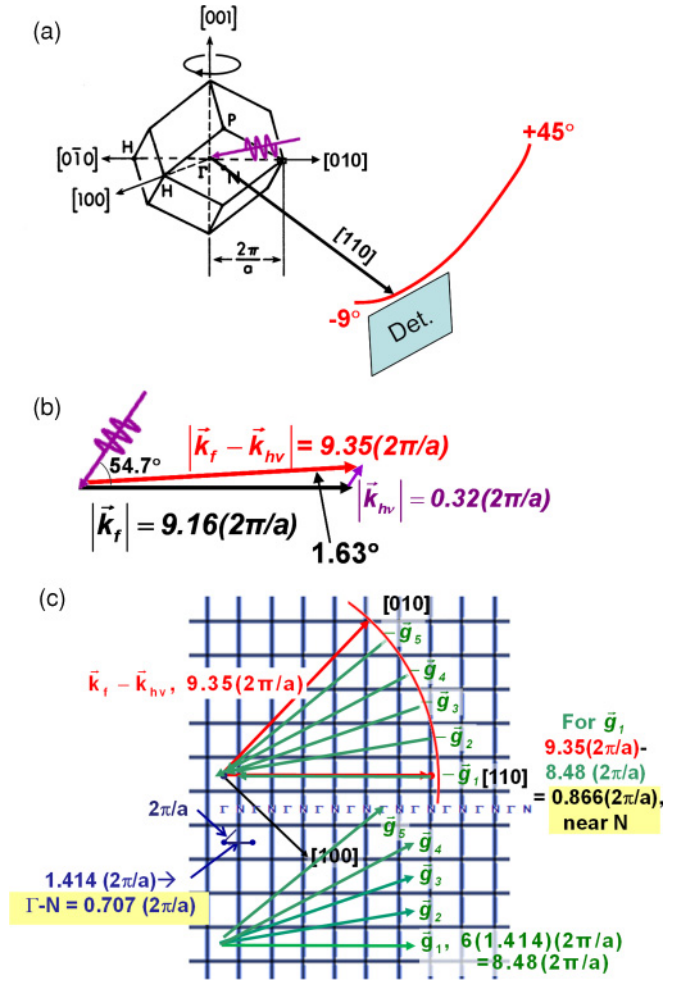 (a)
[001]
P
H
[01̄0]
[010]
Γ
N
[100]
H
2π/a
[110]
+45°
-9°
Det.
(b)
|k⃗f − k⃗hν| = 9.35(2π/a)
54.7°
|k⃗hν| = 0.32(2π/a)
|k⃗f| = 9.16(2π/a)
1.63°
(c)
[010]
−g⃗5
k⃗f − k⃗hν, 9.35(2π/a)
−g⃗4
−g⃗3
−g⃗2
−g⃗1 [110]
For g⃗1
9.35(2π/a)-
8.48 (2π/a)
= 0.866(2π/a),
near N
2π/a
Γ N Γ N Γ N Γ N Γ N Γ N Γ N Γ N Γ N Γ N
g⃗5
[100]
g⃗4
1.414 (2π/a)→
g⃗3
Γ-N = 0.707 (2π/a)
g⃗2
g⃗1, 6(1.414)(2π/a)
=8.48(2π/a)